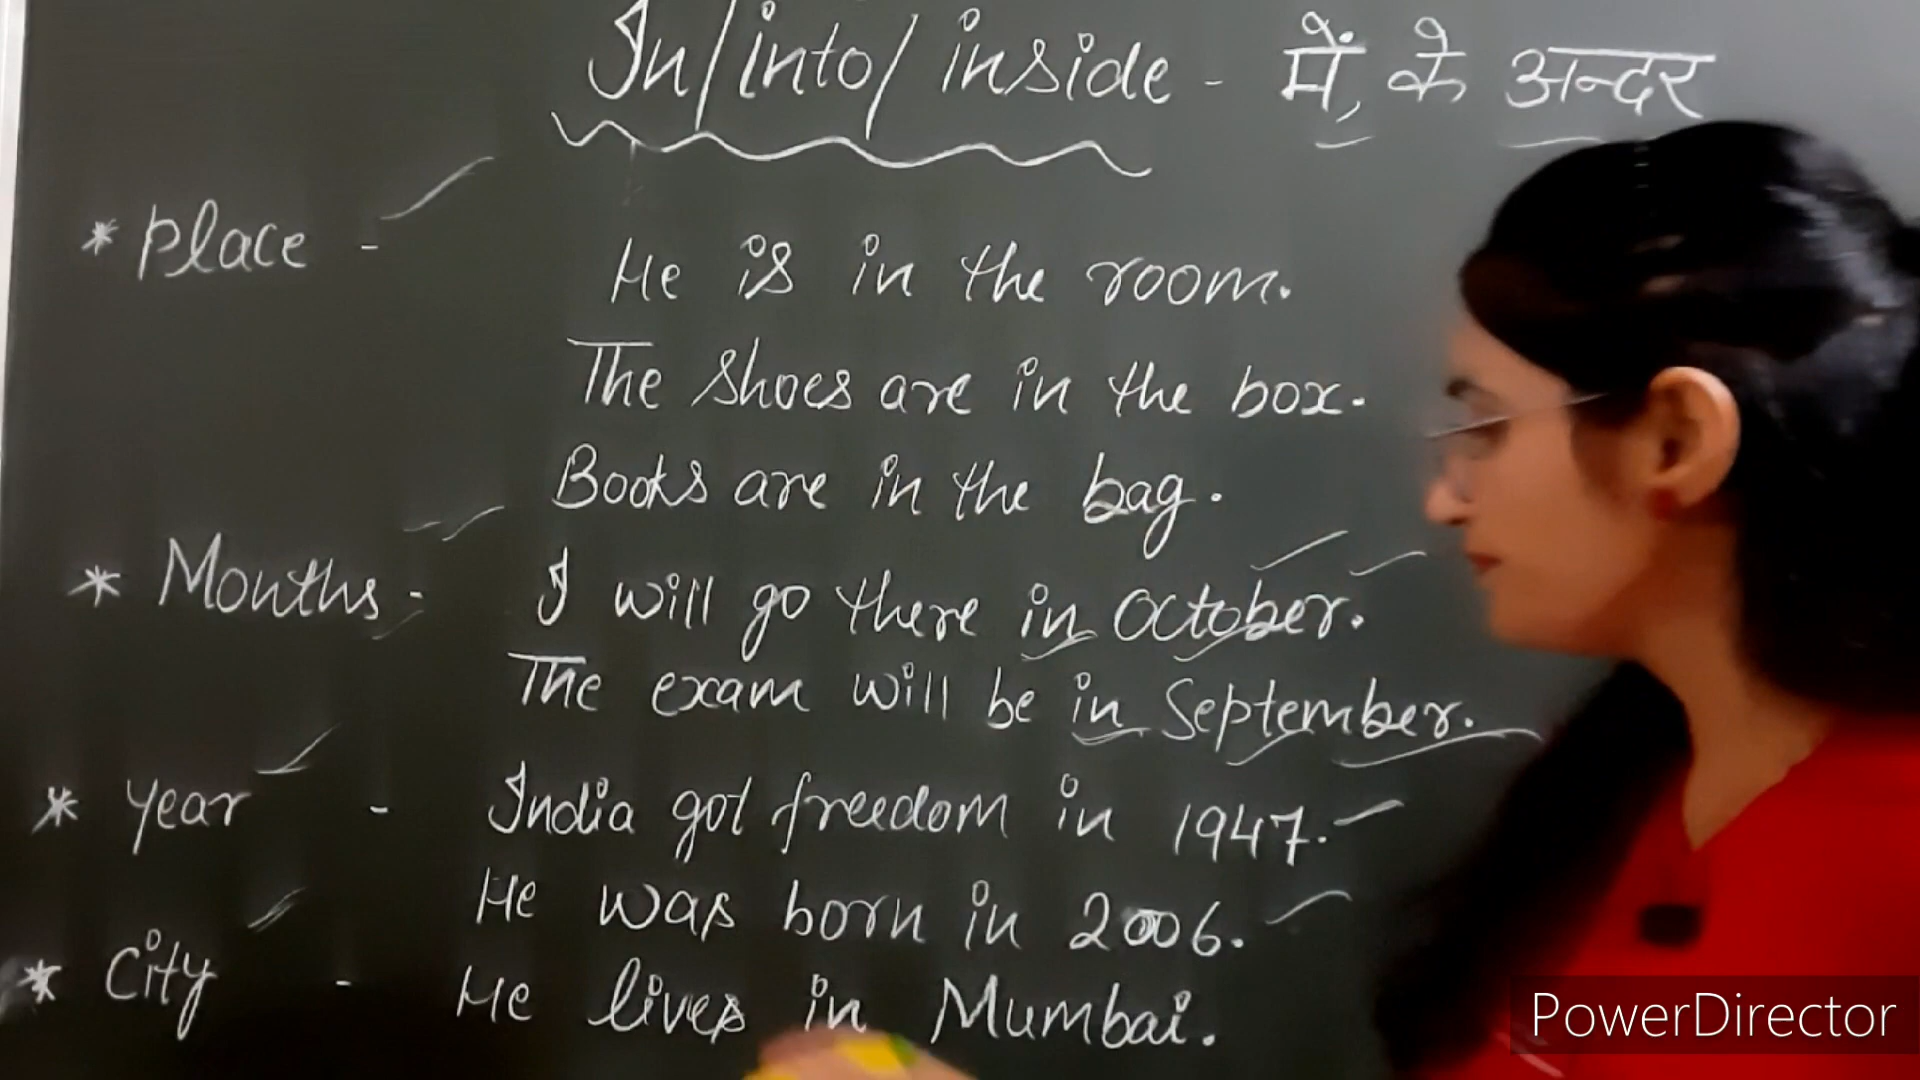 In/into/inside - में, के अन्दर
* place - He is in the room.
The shoes are in the box.
Books are in the bag.
* Months - I will go there in October.
The exam will be in September.
* year - India got freedom in 1947.
He was born in 2006.
* City - He lives in Mumbai.
PowerDirector